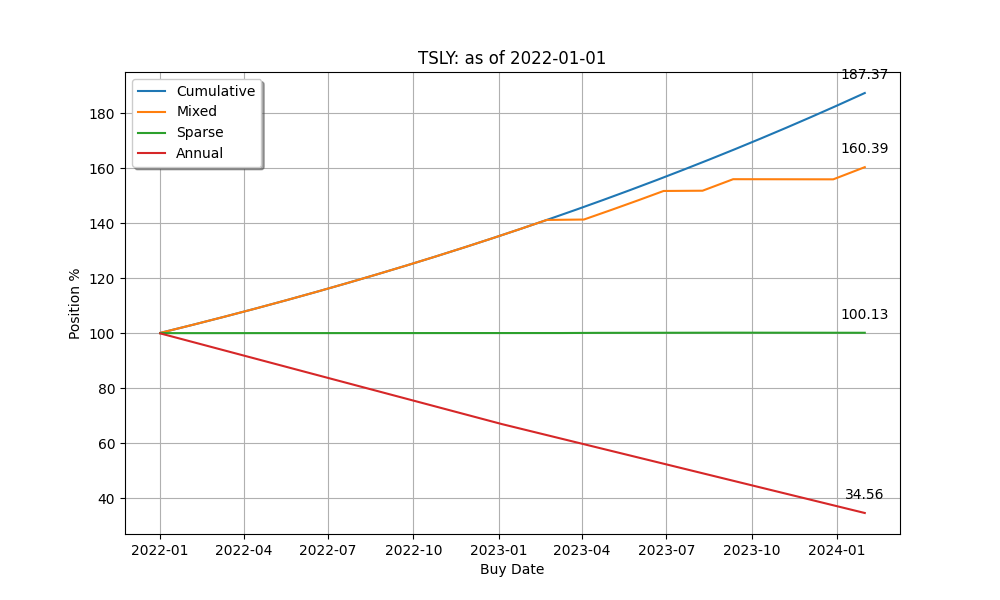 TSLY: as of 2022-01-01
187.37
Cumulative
Mixed
Sparse
Annual
180
160.39
160
140
120
100.13
100
80
60
34.56
40
Position %
2022-01 2022-04 2022-07 2022-10 2023-01 2023-04 2023-07 2023-10 2024-01
Buy Date